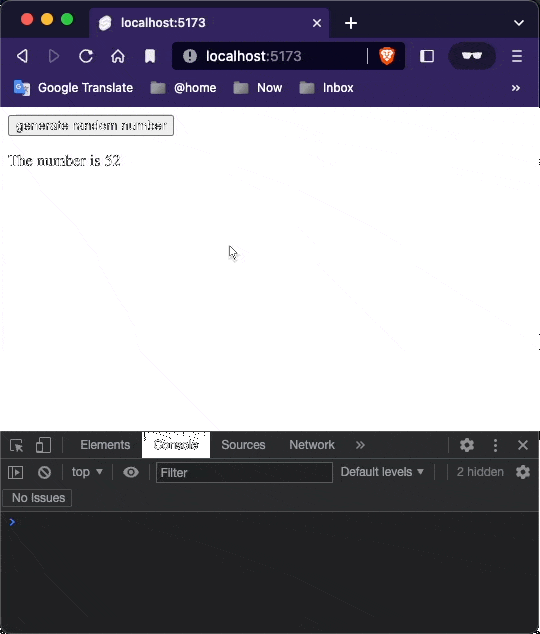 localhost:5173
localhost:5173
Google Translate @home Now Inbox »
generate random number
The number is 52
Elements Console Sources Network »
top Filter Default levels 2 hidden
No Issues
>